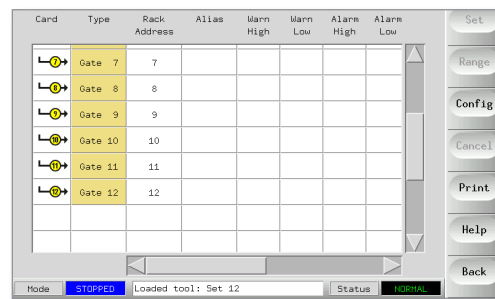 Card Type Rack Address Alias Warn High Warn Low Alarm High Alarm Low
7 Gate 7 7
8 Gate 8 8
9 Gate 9 9
10 Gate 10 10
11 Gate 11 11
12 Gate 12 12
Set
Range
Config
Cancel
Print
Help
Back
Mode STOPPED Loaded tool: Set 12 Status NORMAL